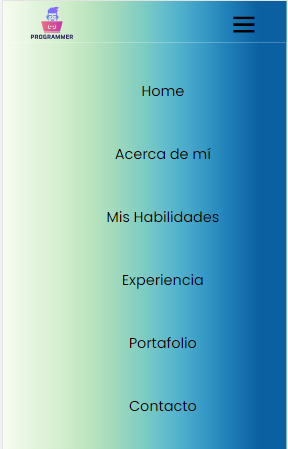 PROGRAMMER
Home
Acerca de mí
Mis Habilidades
Experiencia
Portafolio
Contacto